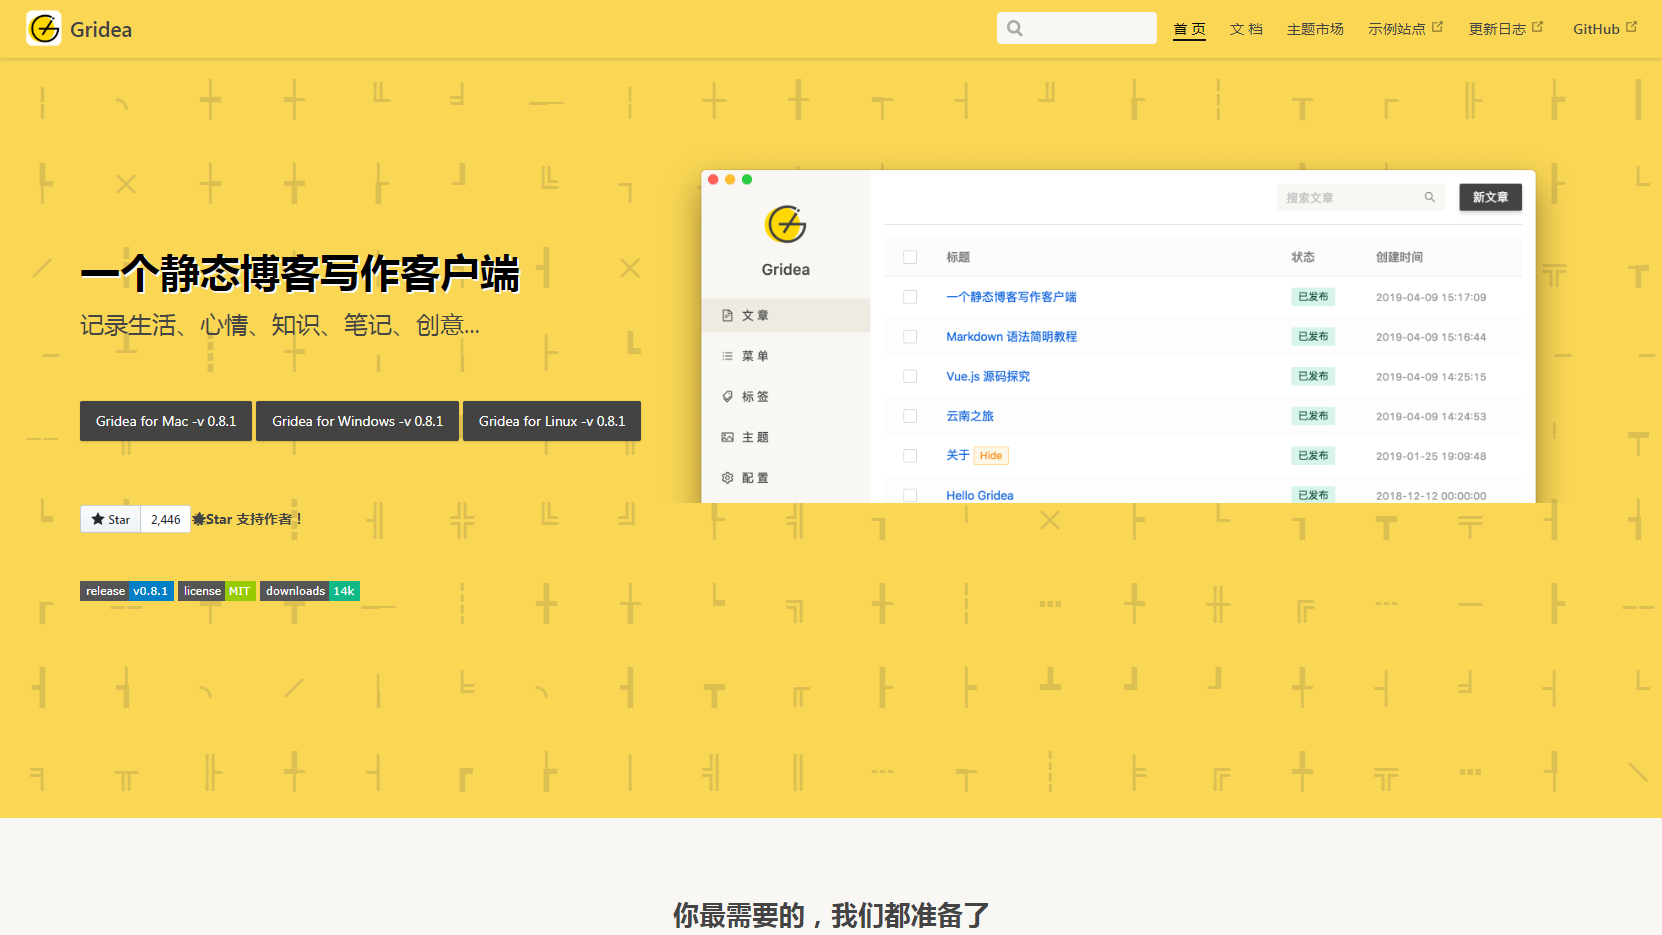 Gridea
首 页 文 档 主题市场 示例站点 更新日志 GitHub
一个静态博客写作客户端
记录生活、心情、知识、笔记、创意...
Gridea for Mac -v 0.8.1 Gridea for Windows -v 0.8.1 Gridea for Linux -v 0.8.1
Star 2,446 Star 支持作者！
release v0.8.1 license MIT downloads 14k
Gridea
文 章
菜 单
标 签
主 题
配 置
搜索文章 新文章
标题 状态 创建时间
一个静态博客写作客户端 已发布 2019-04-09 15:17:09
Markdown 语法简明教程 已发布 2019-04-09 15:16:44
Vue.js 源码探究 已发布 2019-04-09 14:25:15
云南之旅 已发布 2019-04-09 14:24:53
关于 Hide 已发布 2019-01-25 19:09:48
Hello Gridea 已发布 2018-12-12 00:00:00
你最需要的，我们都准备了